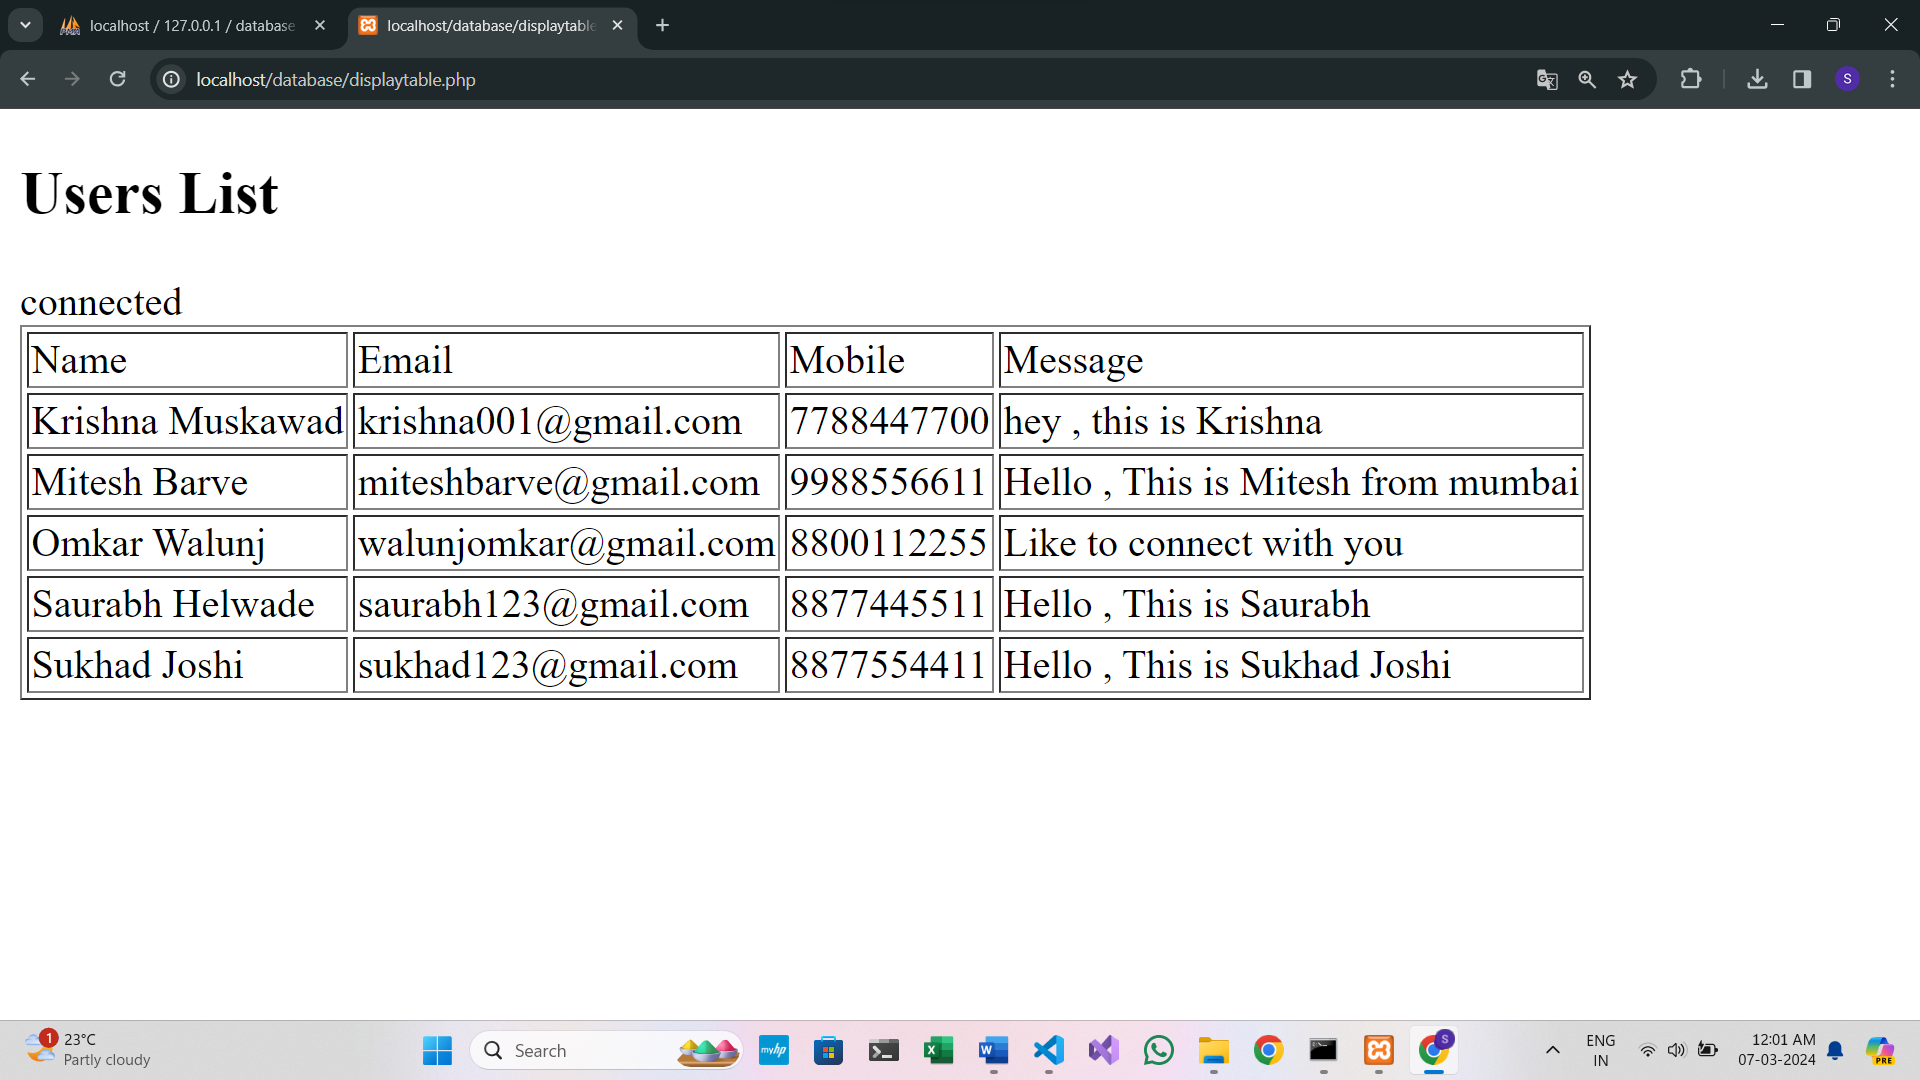 localhost / 127.0.0.1 / database
localhost/database/displaytable
localhost/database/displaytable.php
S
Users List
connected
Name Email Mobile Message
Krishna Muskawad krishna001@gmail.com 7788447700 hey , this is Krishna
Mitesh Barve miteshbarve@gmail.com 9988556611 Hello , This is Mitesh from mumbai
Omkar Walunj walunjomkar@gmail.com 8800112255 Like to connect with you
Saurabh Helwade saurabh123@gmail.com 8877445511 Hello , This is Saurabh
Sukhad Joshi sukhad123@gmail.com 8877554411 Hello , This is Sukhad Joshi
1
23°C
Partly cloudy
Search
myhp
S
ENG
IN
12:01 AM
07-03-2024
PRE